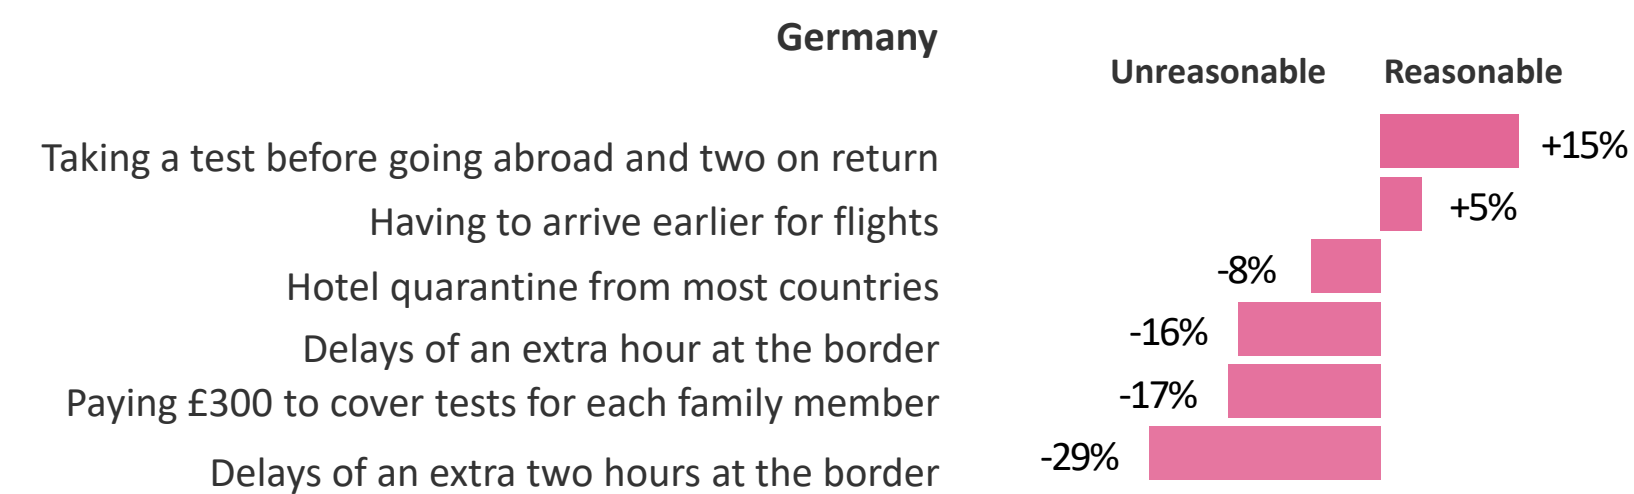 Germany
Unreasonable Reasonable
Taking a test before going abroad and two on return +15%
Having to arrive earlier for flights +5%
Hotel quarantine from most countries -8%
Delays of an extra hour at the border -16%
Paying £300 to cover tests for each family member -17%
Delays of an extra two hours at the border -29%